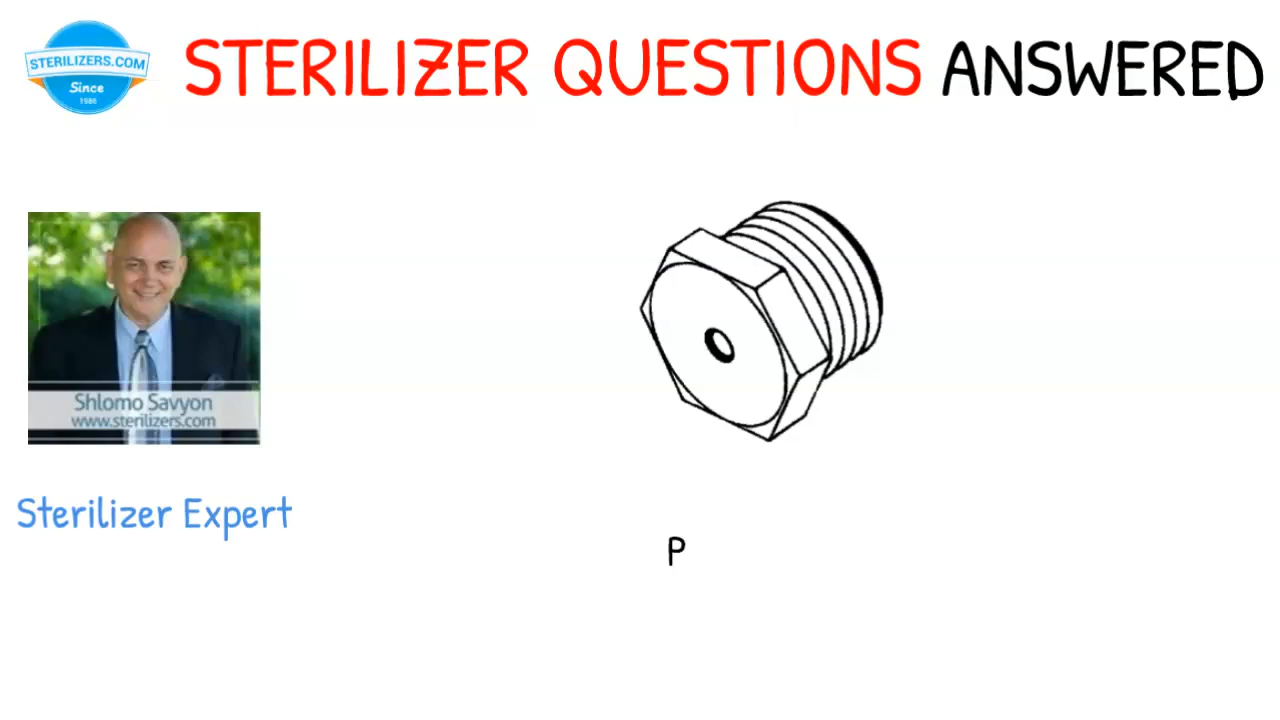 STERILIZERS.COM
Since
1986
STERILIZER QUESTIONS ANSWERED
Shlomo Savyon
www.sterilizers.com
Sterilizer Expert
P